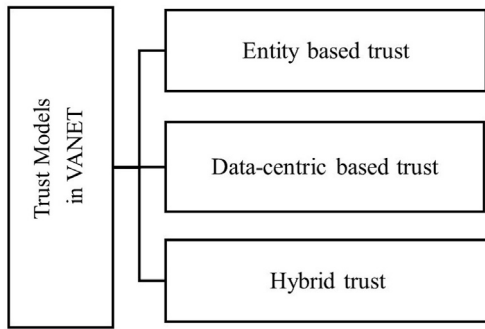 Trust Models
in VANET
Entity based trust
Data-centric based trust
Hybrid trust